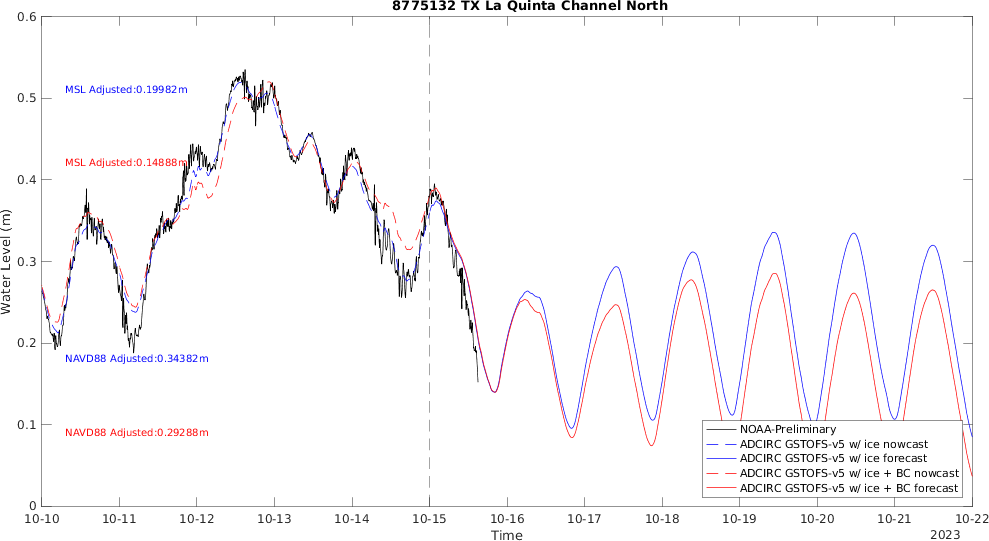 8775132 TX La Quinta Channel North
0.6
0.5
0.4
0.3
0.2
0.1
0
Water Level (m)
MSL Adjusted:0.19982m
MSL Adjusted:0.14888m
NAVD88 Adjusted:0.34382m
NAVD88 Adjusted:0.29288m
NOAA-Preliminary
ADCIRC GSTOFS-v5 w/ ice nowcast
ADCIRC GSTOFS-v5 w/ ice forecast
ADCIRC GSTOFS-v5 w/ ice + BC nowcast
ADCIRC GSTOFS-v5 w/ ice + BC forecast
10-10 10-11 10-12 10-13 10-14 10-15 10-16 10-17 10-18 10-19 10-20 10-21 10-22
Time
2023